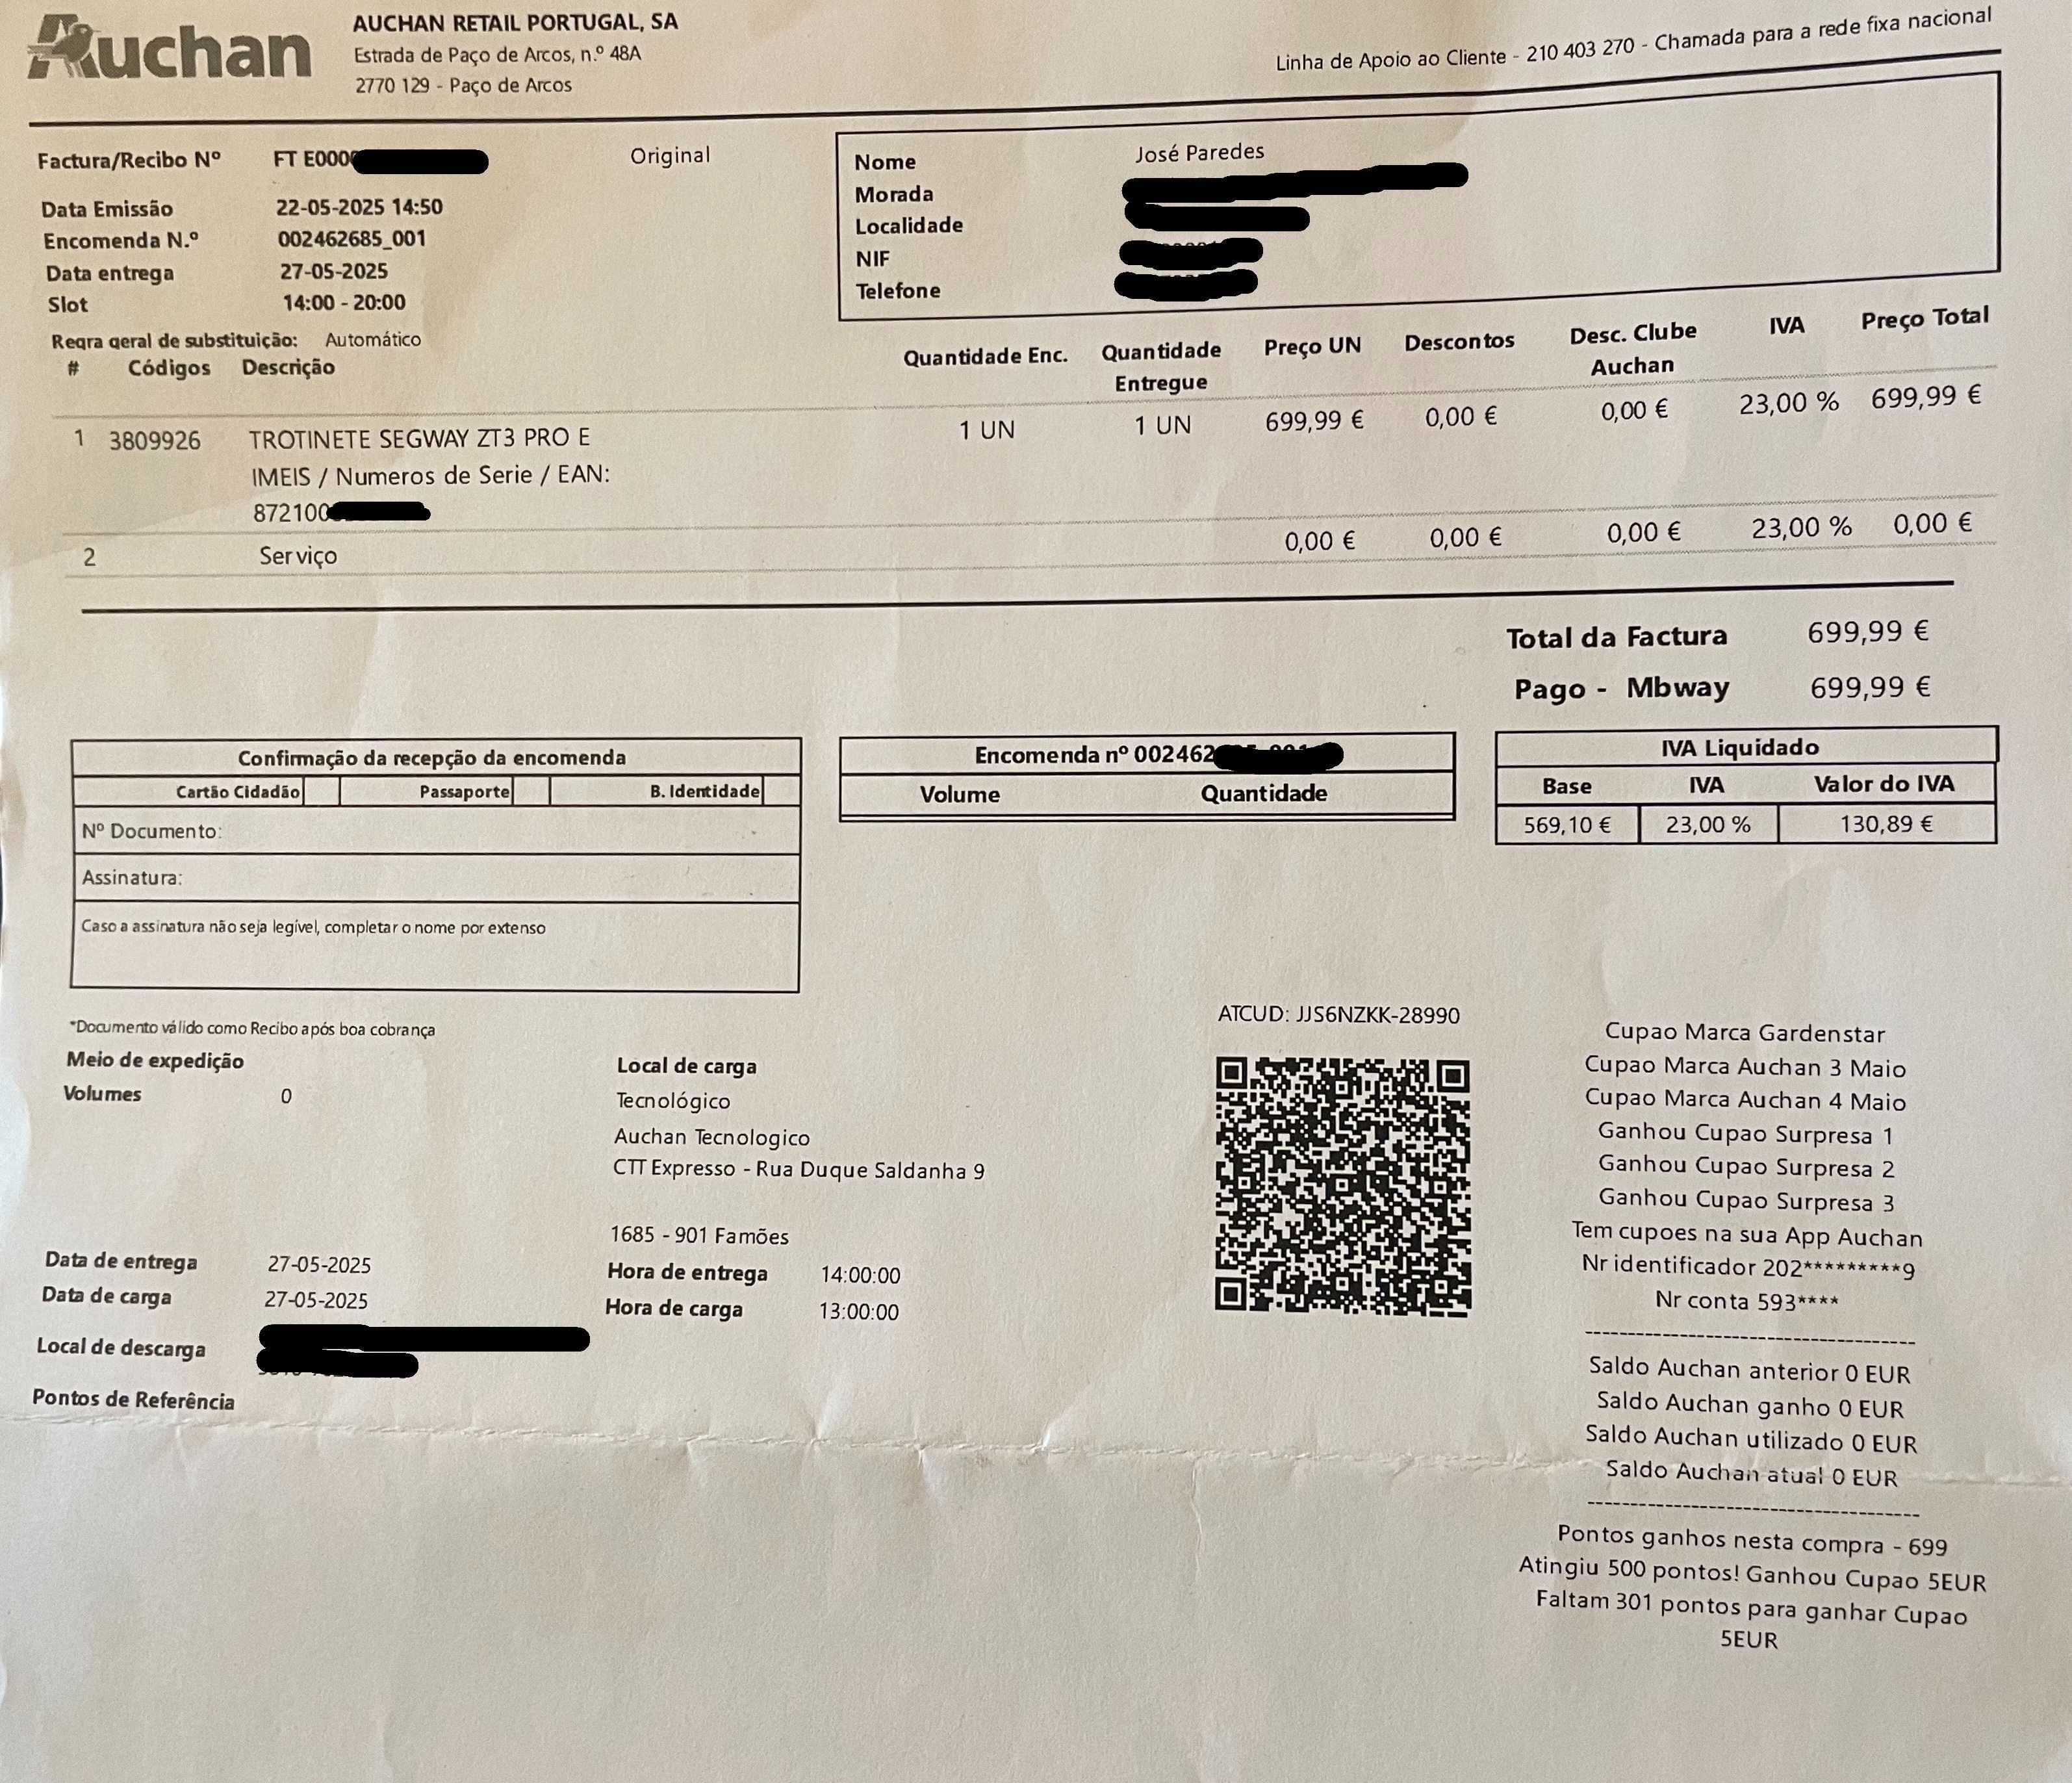 Auchan
AUCHAN RETAIL PORTUGAL, SA
Estrada de Paço de Arcos, n.º 48A
2770 129 - Paço de Arcos
Linha de Apoio ao Cliente - 210 403 270 - Chamada para a rede fixa nacional
Factura/Recibo Nº FT E000 Original
Data Emissão 22-05-2025 14:50
Encomenda N.º 002462685_001
Data entrega 27-05-2025
Slot 14:00 - 20:00
Regra geral de substituição: Automático
Nome José Paredes
Morada
Localidade
NIF
Telefone
# Códigos Descrição Quantidade Enc. Quantidade Entregue Preço UN Descontos Desc. Clube Auchan IVA Preço Total
1 3809926 TROTINETE SEGWAY ZT3 PRO E 1 UN 1 UN 699,99 € 0,00 € 0,00 € 23,00 % 699,99 €
IMEIS / Numeros de Serie / EAN:
872100
2 Serviço 0,00 € 0,00 € 0,00 € 23,00 % 0,00 €
Total da Factura 699,99 €
Pago - Mbway 699,99 €
Confirmação da recepção da encomenda
Cartão Cidadão Passaporte B. Identidade
Nº Documento:
Assinatura:
Caso a assinatura não seja legível, completar o nome por extenso
Encomenda nº 002462
Volume Quantidade
IVA Liquidado
Base IVA Valor do IVA
569,10 € 23,00 % 130,89 €
*Documento válido como Recibo após boa cobrança
Meio de expedição
Volumes 0
Local de carga
Tecnológico
Auchan Tecnologico
CTT Expresso - Rua Duque Saldanha 9
1685 - 901 Famões
Data de entrega 27-05-2025 Hora de entrega 14:00:00
Data de carga 27-05-2025 Hora de carga 13:00:00
Local de descarga
Pontos de Referência
ATCUD: JJS6NZKK-28990
Cupao Marca Gardenstar
Cupao Marca Auchan 3 Maio
Cupao Marca Auchan 4 Maio
Ganhou Cupao Surpresa 1
Ganhou Cupao Surpresa 2
Ganhou Cupao Surpresa 3
Tem cupoes na sua App Auchan
Nr identificador 202*********9
Nr conta 593****
---------------------------------------
Saldo Auchan anterior 0 EUR
Saldo Auchan ganho 0 EUR
Saldo Auchan utilizado 0 EUR
Saldo Auchan atual 0 EUR
---------------------------------------
Pontos ganhos nesta compra - 699
Atingiu 500 pontos! Ganhou Cupao 5EUR
Faltam 301 pontos para ganhar Cupao
5EUR